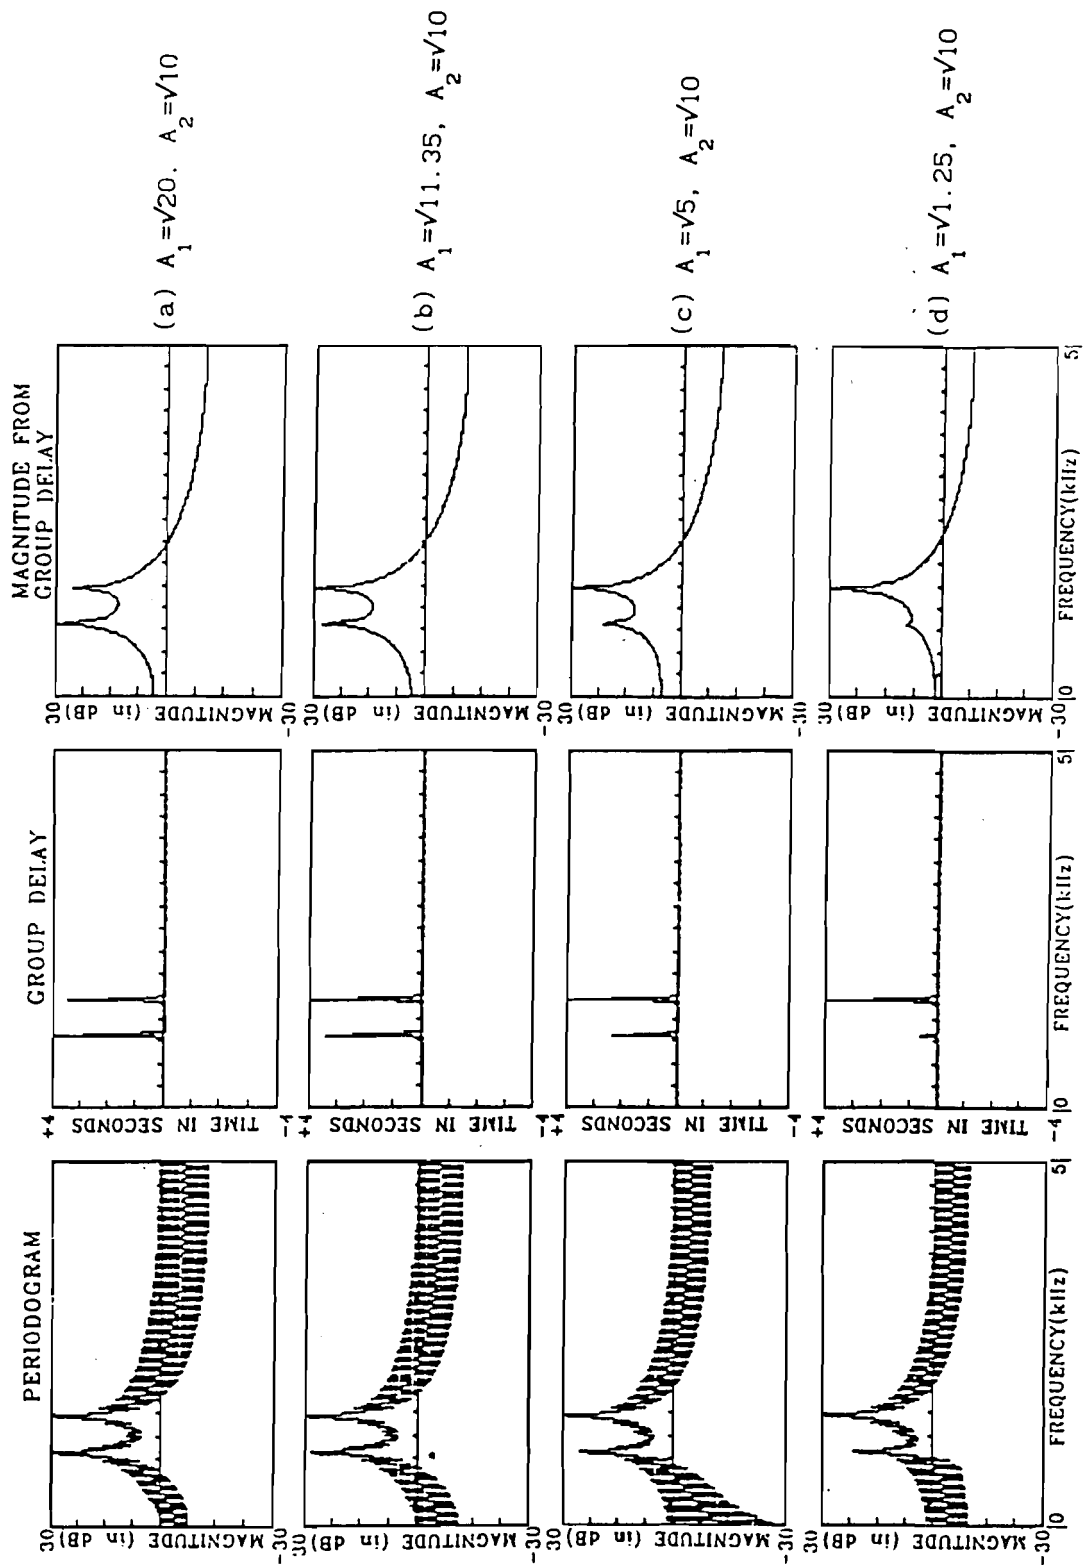 PERIODOGRAM
GROUP DELAY
MAGNITUDE FROM
GROUP DELAY
30
MAGNITUDE (in dB)
-30
+4
TIME IN SECONDS
-4
30
MAGNITUDE (in dB)
-30
(a) A1=√20. A2=√10
30
MAGNITUDE (in dB)
-30
+4
TIME IN SECONDS
-4
30
MAGNITUDE (in dB)
-30
(b) A1=√11.35, A2=√10
30
MAGNITUDE (in dB)
-30
+4
TIME IN SECONDS
-4
30
MAGNITUDE (in dB)
-30
(c) A1=√5, A2=√10
30
MAGNITUDE (in dB)
-30
0
5
FREQUENCY(kHz)
+4
TIME IN SECONDS
-4
0
5
FREQUENCY(kHz)
30
MAGNITUDE (in dB)
-30
0
5
FREQUENCY(kHz)
(d) A1=√1.25, A2=√10